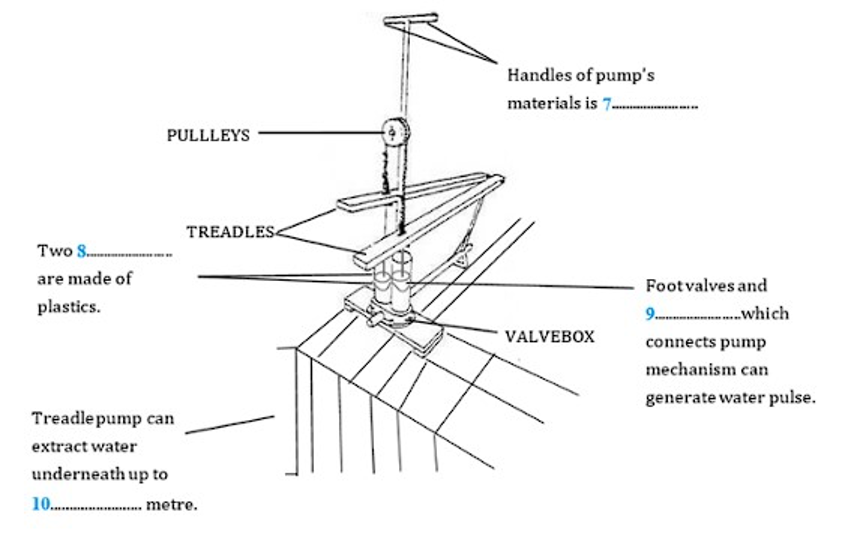 Handles of pump's
materials is 7...........................
PULLLEYS
TREADLES
Two 8...........................
are made of
plastics.
Foot valves and
9...........................which
connects pump
mechanism can
generate water pulse.
VALVEBOX
Treadle pump can
extract water
underneath up to
10........................... metre.